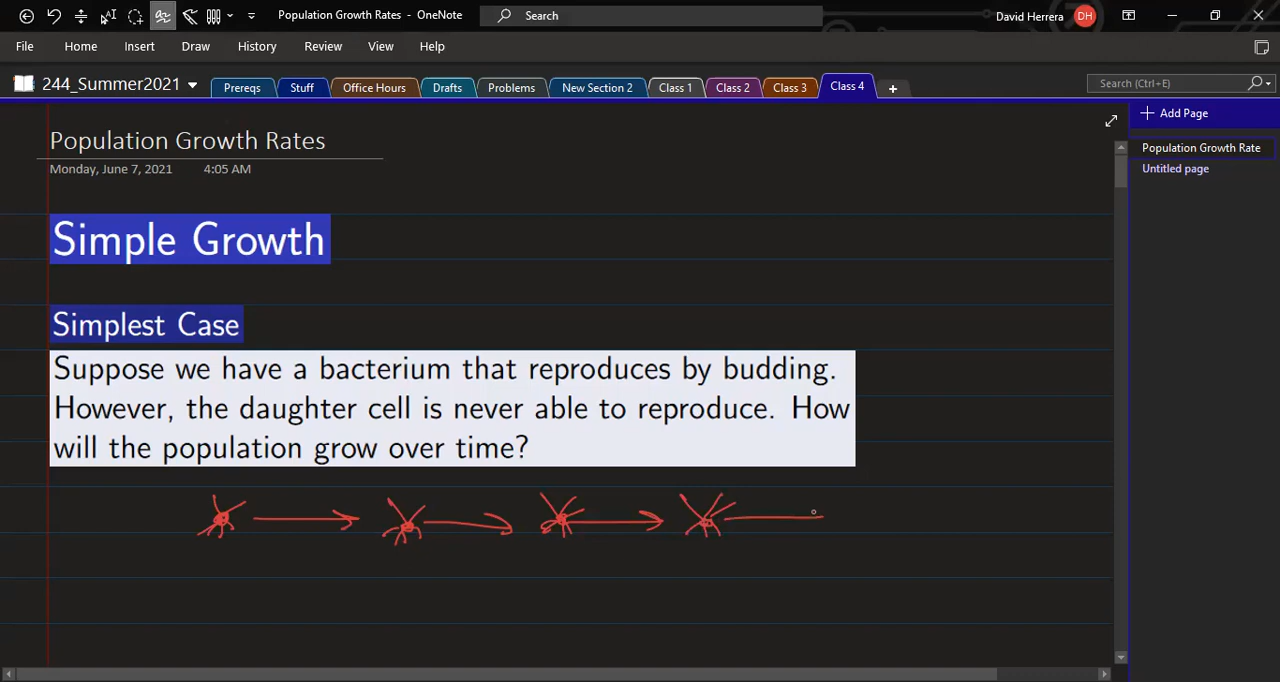 Population Growth Rates - OneNote
Search
David Herrera
DH
File Home Insert Draw History Review View Help
244_Summer2021
Prereqs Stuff Office Hours Drafts Problems New Section 2 Class 1 Class 2 Class 3 Class 4
Search (Ctrl+E)
Add Page
Population Growth Rate
Untitled page
Population Growth Rates
Monday, June 7, 2021 4:05 AM
Simple Growth
Simplest Case
Suppose we have a bacterium that reproduces by budding.
However, the daughter cell is never able to reproduce. How
will the population grow over time?